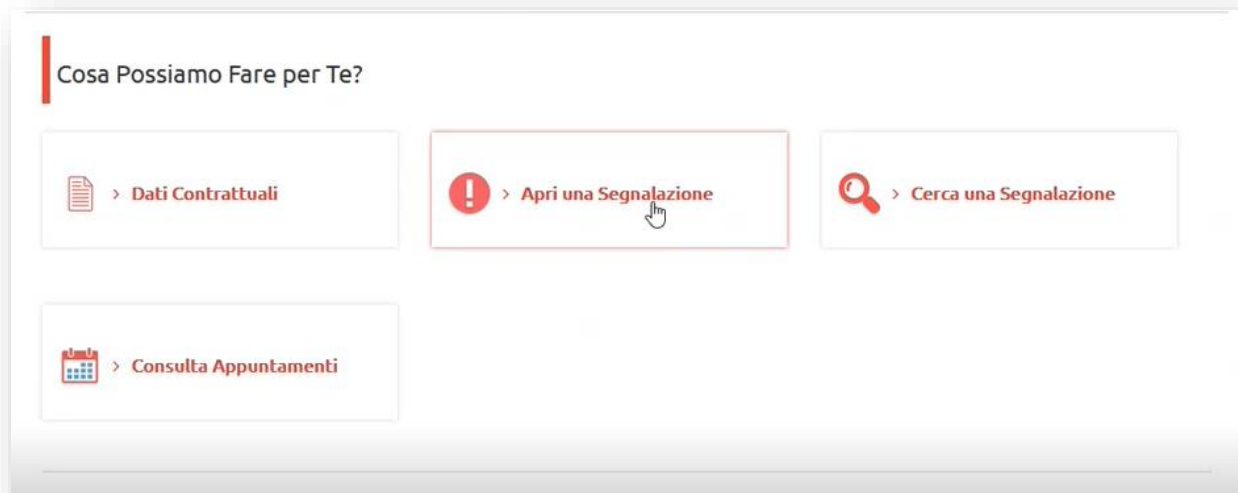 Cosa Possiamo Fare per Te?
> Dati Contrattuali
> Apri una Segnalazione
> Cerca una Segnalazione
> Consulta Appuntamenti